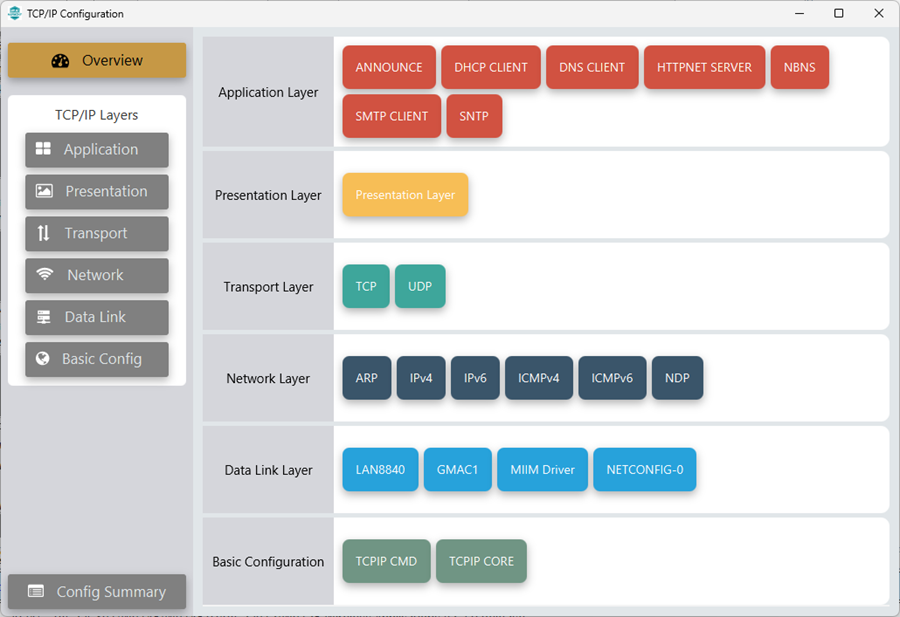 TCP/IP Configuration
Overview
TCP/IP Layers
Application
Presentation
Transport
Network
Data Link
Basic Config
Config Summary
Application Layer
ANNOUNCE
DHCP CLIENT
DNS CLIENT
HTTPNET SERVER
NBNS
SMTP CLIENT
SNTP
Presentation Layer
Presentation Layer
Transport Layer
TCP
UDP
Network Layer
ARP
IPv4
IPv6
ICMPv4
ICMPv6
NDP
Data Link Layer
LAN8840
GMAC1
MIIM Driver
NETCONFIG-0
Basic Configuration
TCPIP CMD
TCPIP CORE